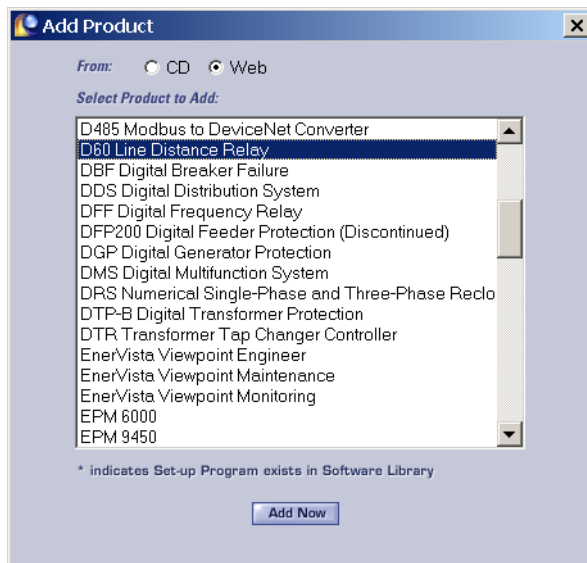 Add Product
From: CD Web
Select Product to Add:
D485 Modbus to DeviceNet Converter
D60 Line Distance Relay
DBF Digital Breaker Failure
DDS Digital Distribution System
DFF Digital Frequency Relay
DFP200 Digital Feeder Protection (Discontinued)
DGP Digital Generator Protection
DMS Digital Multifunction System
DRS Numerical Single-Phase and Three-Phase Reclo
DTP-B Digital Transformer Protection
DTR Transformer Tap Changer Controller
EnerVista Viewpoint Engineer
EnerVista Viewpoint Maintenance
EnerVista Viewpoint Monitoring
EPM 6000
EPM 9450
* indicates Set-up Program exists in Software Library
Add Now